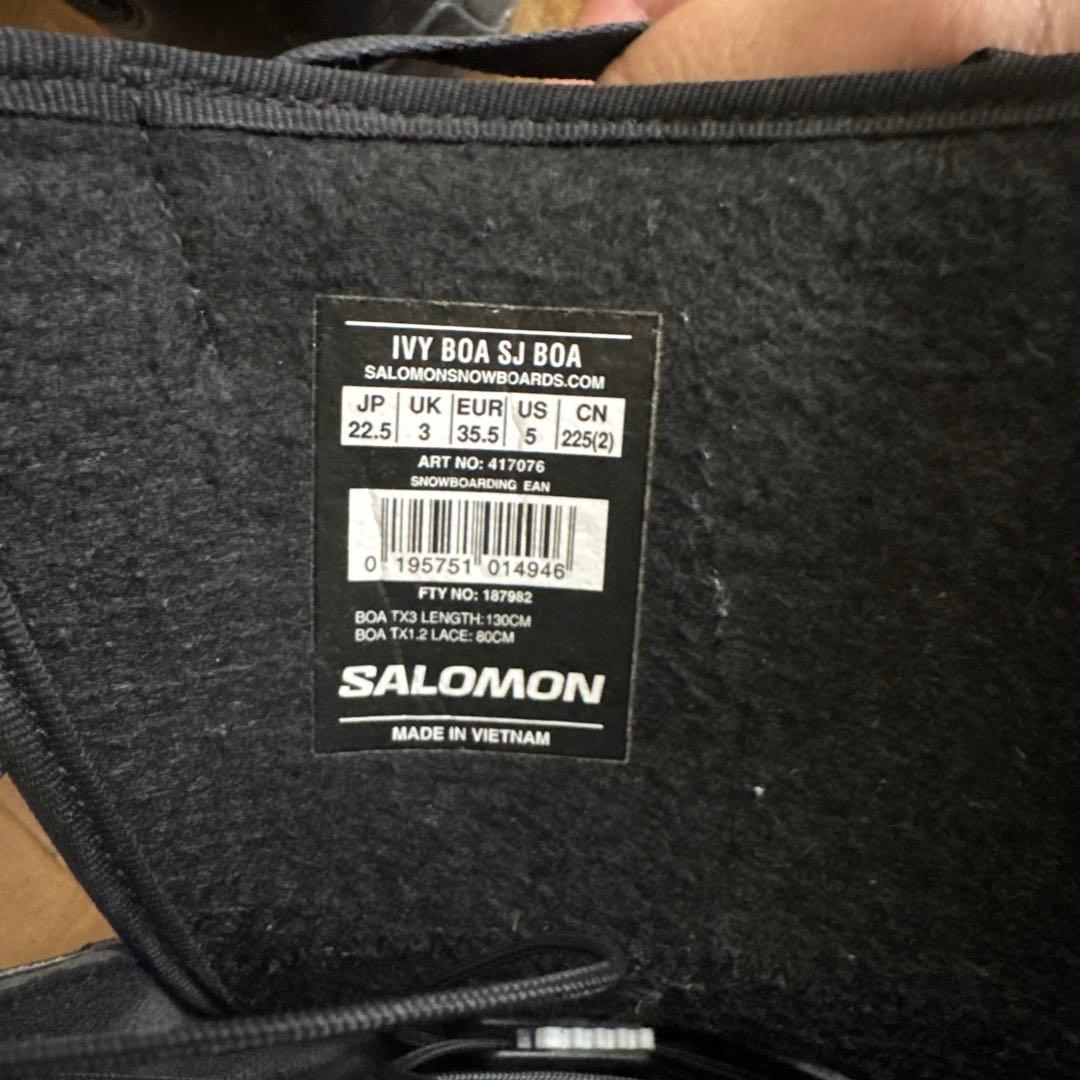 IVY BOA SJ BOA
SALOMONSNOWBOARDS.COM
JP UK EUR US CN
22.5 3 35.5 5 225(2)
ART NO: 417076
SNOWBOARDING EAN
0 195751 014946
FTY NO: 187982
BOA TX3 LENGTH:130CM
BOA TX1.2 LACE: 80CM
SALOMON
MADE IN VIETNAM